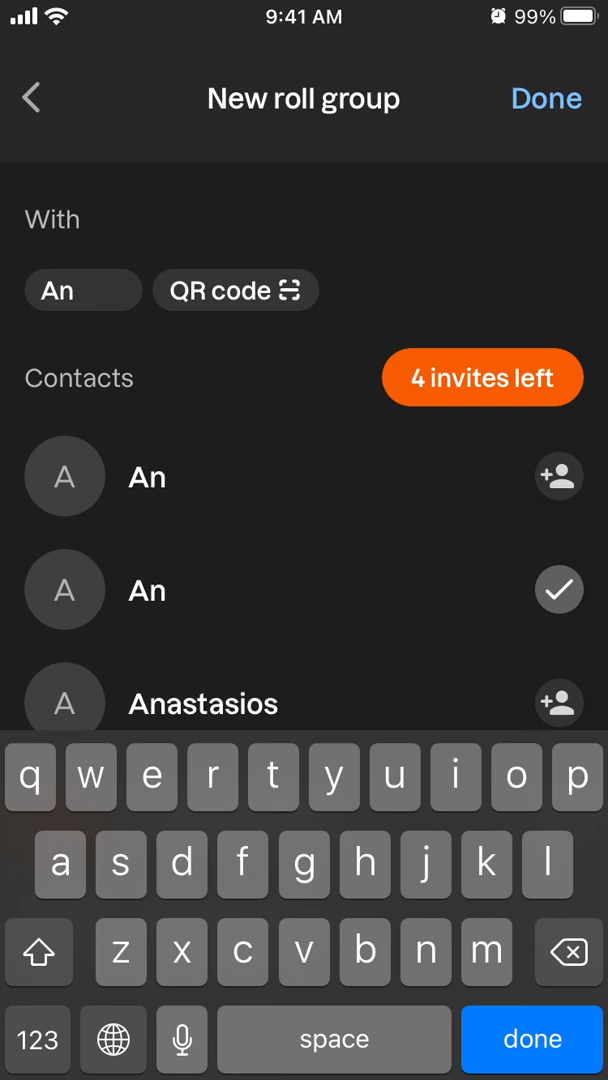 9:41 AM 99%
New roll group Done
With
An QR code
Contacts 4 invites left
A An
A An
A Anastasios
q w e r t y u i o p
a s d f g h j k l
z x c v b n m
123 space done